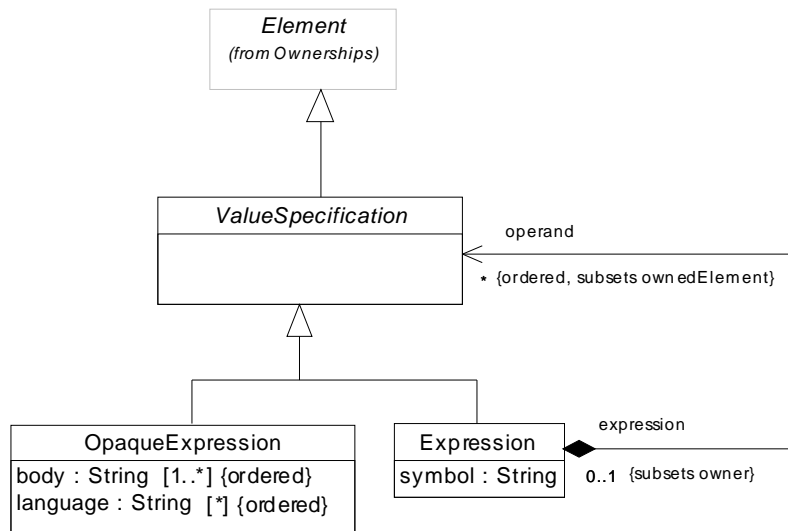 Element
(from Ownerships)
ValueSpecification
operand
* {ordered, subsets ownedElement}
OpaqueExpression
body : String [1..*] {ordered}
language : String [*] {ordered}
Expression
symbol : String
expression
0..1 {subsets owner}